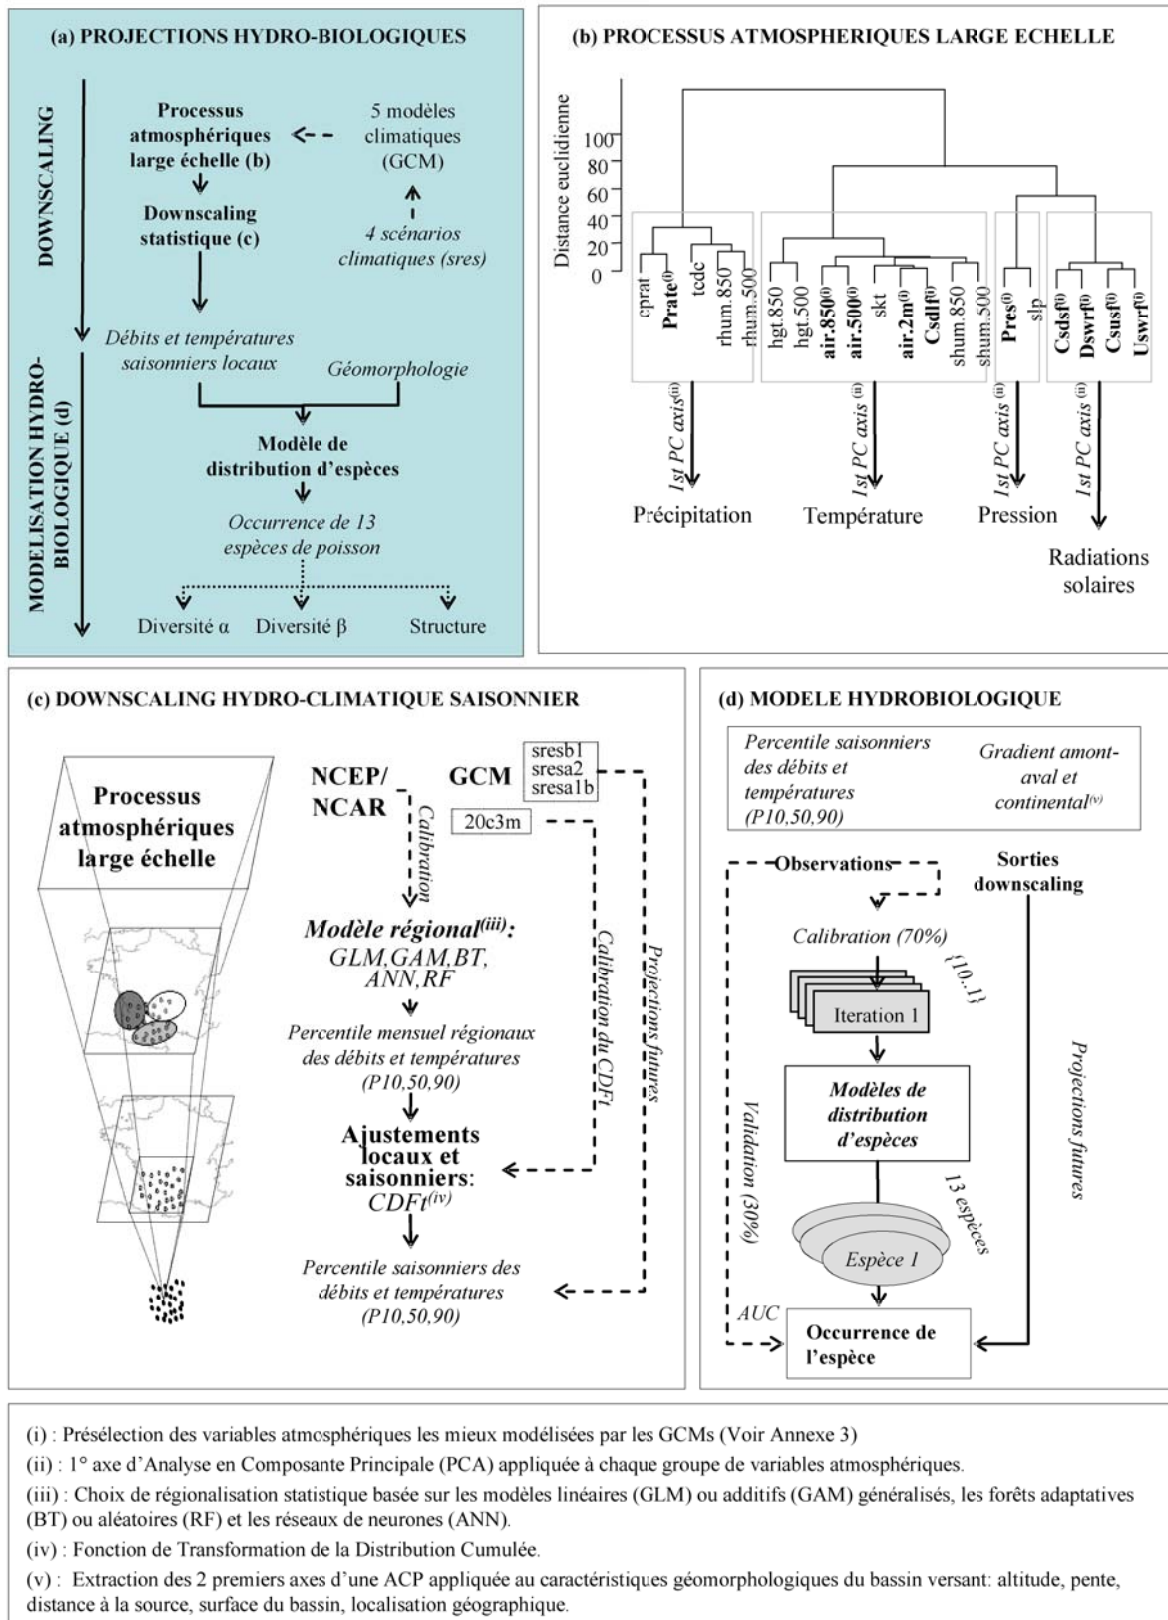 (a) PROJECTIONS HYDRO-BIOLOGIQUES
DOWNSCALING
MODELISATION HYDRO-
BIOLOGIQUE (d)
Processus
atmosphériques
large échelle (b)
5 modèles
climatiques
(GCM)
Downscaling
statistique (c)
4 scénarios
climatiques (sres)
Débits et températures
saisonniers locaux
Géomorphologie
Modèle de
distribution d'espèces
Occurrence de 13
espèces de poisson
Diversité α
Diversité β
Structure
(b) PROCESSUS ATMOSPHERIQUES LARGE ECHELLE
Distance euclidienne
100
80
60
40
20
0
cprat
Prate(i)
tcdc
rhum.850
rhum.500
hgt.850
hgt.500
air.850(i)
air.500(i)
skt
air.2m(i)
Csdlf(i)
shum.850
shum.500
Pres(i)
slp
Csdsf(i)
Dswrf(i)
Csusf(i)
Uswrf(i)
1st PC axis(ii)
1st PC axis (ii)
1st PC axis (ii)
1st PC axis (ii)
Précipitation
Température
Pression
Radiations
solaires
(c) DOWNSCALING HYDRO-CLIMATIQUE SAISONNIER
Processus
atmosphériques
large échelle
NCEP/
NCAR
GCM
sresb1
sresa2
sresa1b
20c3m
Calibration
Modèle régional(iii):
GLM,GAM,BT,
ANN,RF
Percentile mensuel régionaux
des débits et températures
(P10,50,90)
Ajustements
locaux et
saisonniers:
CDFt(iv)
Percentile saisonniers des
débits et températures
(P10,50,90)
Calibration du CDFt
Projections futures
(d) MODELE HYDROBIOLOGIQUE
Percentile saisonniers
des débits et
températures
(P10,50,90)
Gradient amont-
aval et
continental(v)
Observations
Sorties
downscaling
Calibration (70%)
{10..1}
Iteration 1
Modèles de
distribution
d'espèces
13 espèces
Espèce 1
Validation (30%)
AUC
Projections futures
Occurrence de
l'espèce
(i) : Présélection des variables atmosphériques les mieux modélisées par les GCMs (Voir Annexe 3)
(ii) : 1° axe d'Analyse en Composante Principale (PCA) appliquée à chaque groupe de variables atmosphériques.
(iii) : Choix de régionalisation statistique basée sur les modèles linéaires (GLM) ou additifs (GAM) généralisés, les forêts adaptatives
(BT) ou aléatoires (RF) et les réseaux de neurones (ANN).
(iv) : Fonction de Transformation de la Distribution Cumulée.
(v) : Extraction des 2 premiers axes d'une ACP appliquée au caractéristiques géomorphologiques du bassin versant: altitude, pente,
distance à la source, surface du bassin, localisation géographique.